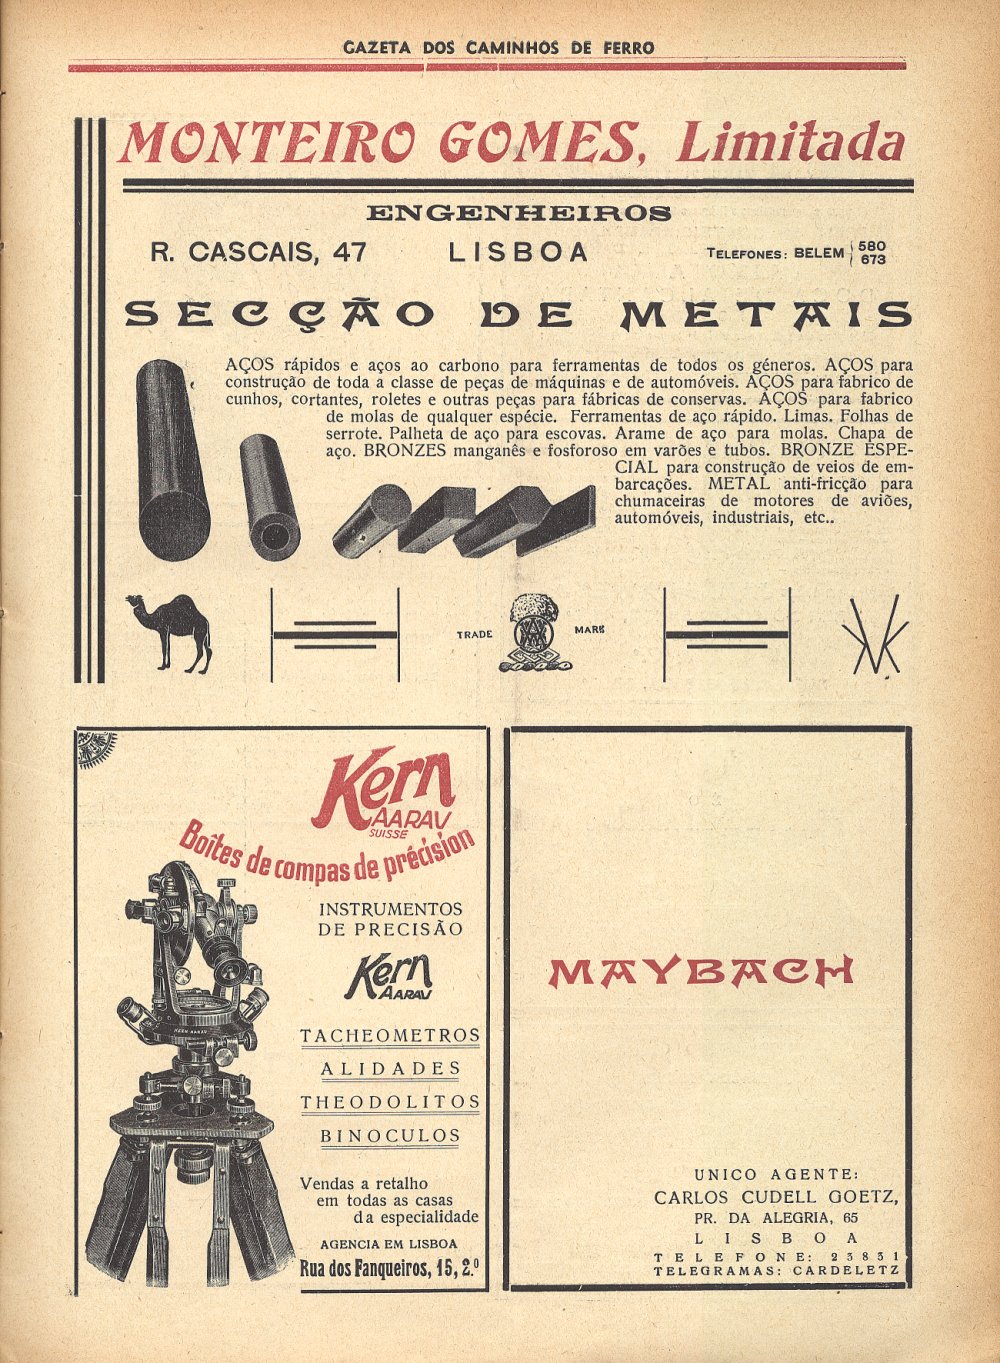 GAZETA DOS CAMINHOS DE FERRO
MONTEIRO GOMES, Limitada
ENGENHEIROS
R. CASCAIS, 47 LISBOA TELEFONES: BELEM 580 673
SECÇÃO DE METAIS
AÇOS rápidos e aços ao carbono para ferramentas de todos os géneros. AÇOS para
construção de toda a classe de peças de máquinas e de automóveis. AÇOS para fabrico de
cunhos, cortantes, roletes e outras peças para fábricas de conservas. AÇOS para fabrico
de molas de qualquer espécie. Ferramentas de aço rápido. Limas. Folhas de
serrote. Palheta de aço para escovas. Arame de aço para molas. Chapa de
aço. BRONZES manganês e fosforoso em varões e tubos. BRONZE ESPE-
CIAL para construção de veios de em-
barcações. METAL anti-fricção para
chumaceiras de motores de aviões,
automóveis, industriais, etc..
TRADE MARK
Kern
AARAU
SUISSE
Boîtes de compas de précision
INSTRUMENTOS
DE PRECISÃO
Kern
AARAU
KERN AARAU
TACHEOMETROS
ALIDADES
THEODOLITOS
BINOCULOS
Vendas a retalho
em todas as casas
da especialidade
AGENCIA EM LISBOA
Rua dos Fanqueiros, 15, 2.º
MAYBACH
UNICO AGENTE:
CARLOS CUDELL GOETZ,
PR. DA ALEGRIA, 65
LISBOA
TELEFONE: 23831
TELEGRAMAS: CARDELETZ